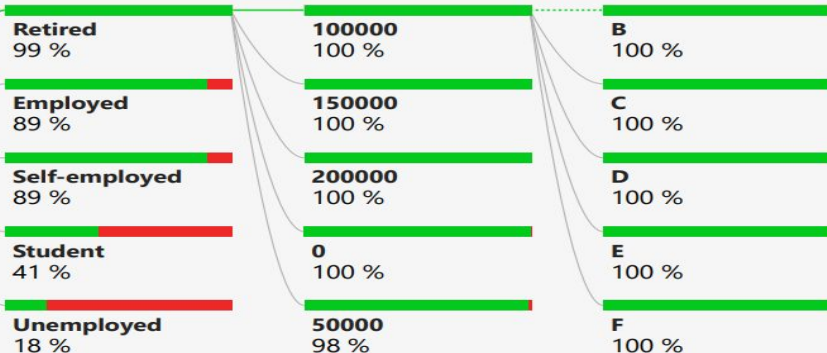 Retired
99 %
Employed
89 %
Self-employed
89 %
Student
41 %
Unemployed
18 %
100000
100 %
150000
100 %
200000
100 %
0
100 %
50000
98 %
B
100 %
C
100 %
D
100 %
E
100 %
F
100 %